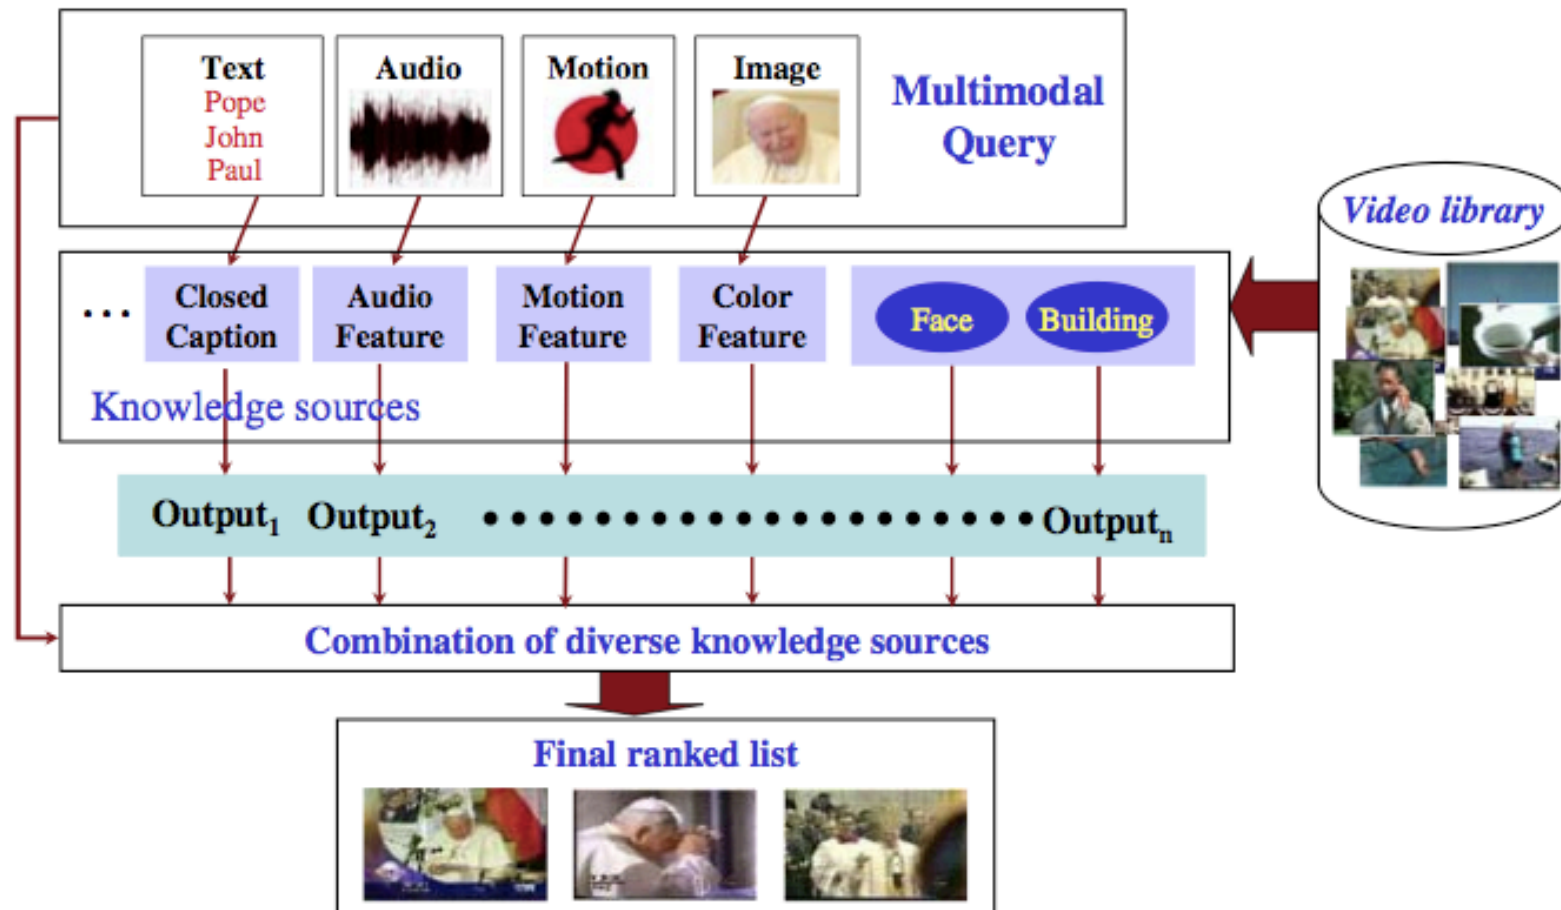 Text
Pope
John
Paul
Audio
Motion
Image
Multimodal
Query
Video library
...
Closed
Caption
Audio
Feature
Motion
Feature
Color
Feature
Face
Building
Knowledge sources
Output1 Output2 .................... Outputn
Combination of diverse knowledge sources
Final ranked list